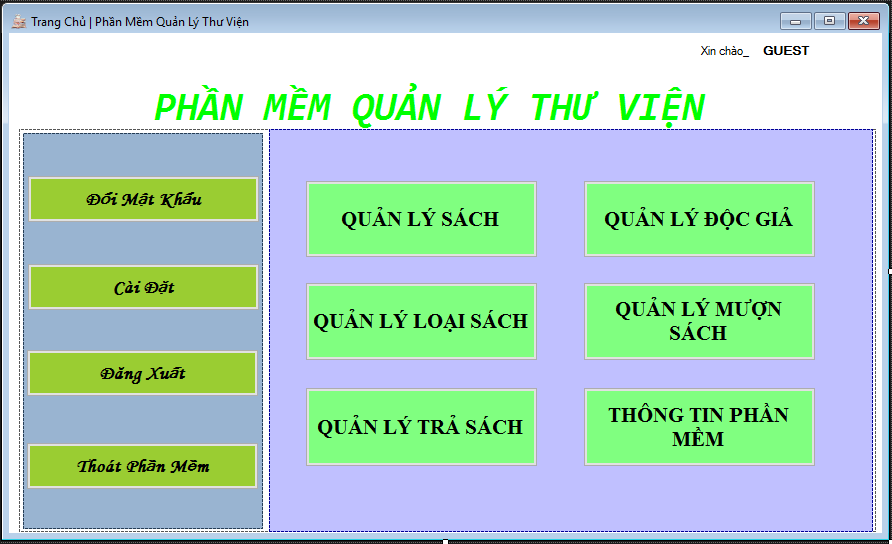 Trang Chủ | Phần Mềm Quản Lý Thư Viện
Xin chào_ GUEST
PHẦN MỀM QUẢN LÝ THƯ VIỆN
Đổi Mật Khẩu
Cài Đặt
Đăng Xuất
Thoát Phần Mềm
QUẢN LÝ SÁCH
QUẢN LÝ ĐỘC GIẢ
QUẢN LÝ LOẠI SÁCH
QUẢN LÝ MƯỢN
SÁCH
QUẢN LÝ TRẢ SÁCH
THÔNG TIN PHẦN
MỀM